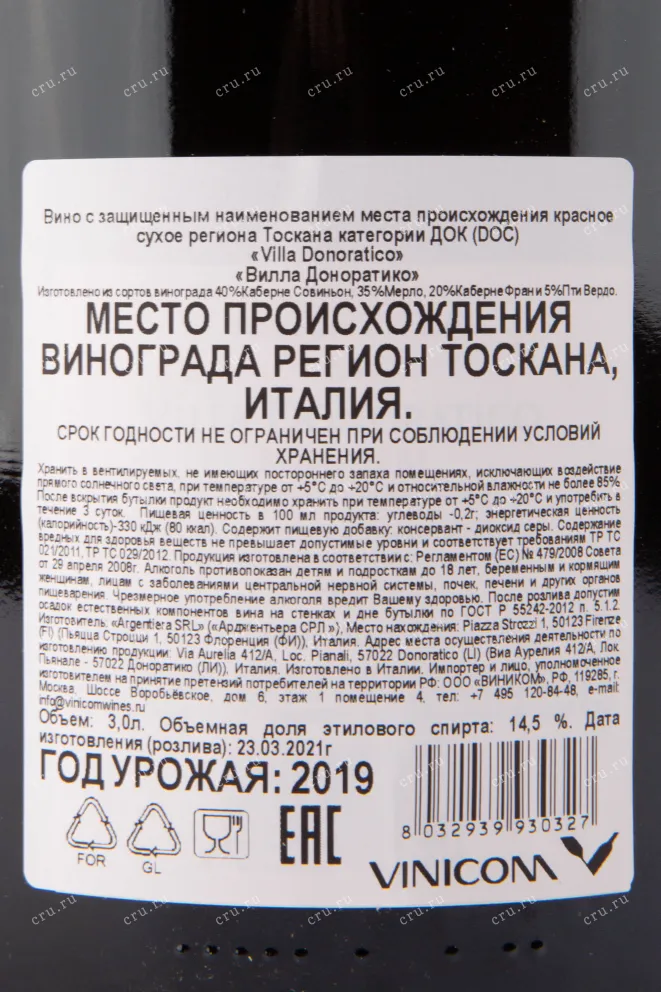 Вино с защищенным наименованием места происхождения красное
сухое региона Тоскана категории ДОК (DOC)
«Villa Donoratico»
«Вилла Доноратико»
Изготовлено из сортов винограда 40%Каберне Совиньон, 35%Мерло, 20%Каберне Фран и 5%Пти Вердо.
МЕСТО ПРОИСХОЖДЕНИЯ
ВИНОГРАДА РЕГИОН ТОСКАНА,
ИТАЛИЯ.
СРОК ГОДНОСТИ НЕ ОГРАНИЧЕН ПРИ СОБЛЮДЕНИИ УСЛОВИЙ
ХРАНЕНИЯ.
Хранить в вентилируемых, не имеющих постороннего запаха помещениях, исключающих воздействие
прямого солнечного света, при температуре от +5°С до +20°С и относительной влажности не более 85%
После вскрытия бутылки продукт необходимо хранить при температуре от +5°С до +20°С и употребить в
течение 3 суток. Пищевая ценность в 100 мл продукта: углеводы -0,2г; энергетическая ценность
(калорийность)-330 кДж (80 ккал). Содержит пищевую добавку: консервант - диоксид серы. Содержание
вредных для здоровья веществ не превышает допустимые уровни и соответствует требованиям ТР ТС
021/2011, ТР ТС 029/2012. Продукция изготовлена в соответствии с: Регламентом (ЕС) № 479/2008 Совета
от 29 апреля 2008г. Алкоголь противопоказан детям и подросткам до 18 лет, беременным и кормящим
женщинам, лицам с заболеваниями центральной нервной системы, почек, печени и других органов
пищеварения. Чрезмерное употребление алкоголя вредит Вашему здоровью. После розлива допустим
осадок естественных компонентов вина на стенках и дне бутылки по ГОСТ Р 55242-2012 п. 5.1.2.
Изготовитель: «Argentiera SRL» («Арджентьера СРЛ »), Место нахождения: Piazza Strozzi 1, 50123 Firenze
(FI) (Пьяцца Строцци 1, 50123 Флоренция (ФИ)), Италия. Адрес места осуществления деятельности по
изготовлению продукции: Via Aurelia 412/A, Loc. Pianali, 57022 Donoratico (LI) (Виа Аурелия 412/А, Лок
Пьянале - 57022 Доноратико (ЛИ)), Италия. Изготовлено в Италии. Импортер и лицо, уполномоченное
изготовителем на принятие претензий потребителей на территории РФ: ООО «ВИНИКОМ», РФ, 119285, г.
Москва, Шоссе Воробьёвское, дом 6, этаж 1 помещение 4, тел: +7 495 120-84-48, e-mail:
info@vinicomwines.ru
Объем: 3,0л. Объемная доля этилового спирта: 14,5 %. Дата
изготовления (розлива): 23.03.2021г
ГОД УРОЖАЯ: 2019
8 032939 930327
FOR
GL
EAC
VINICOM
cru.ru